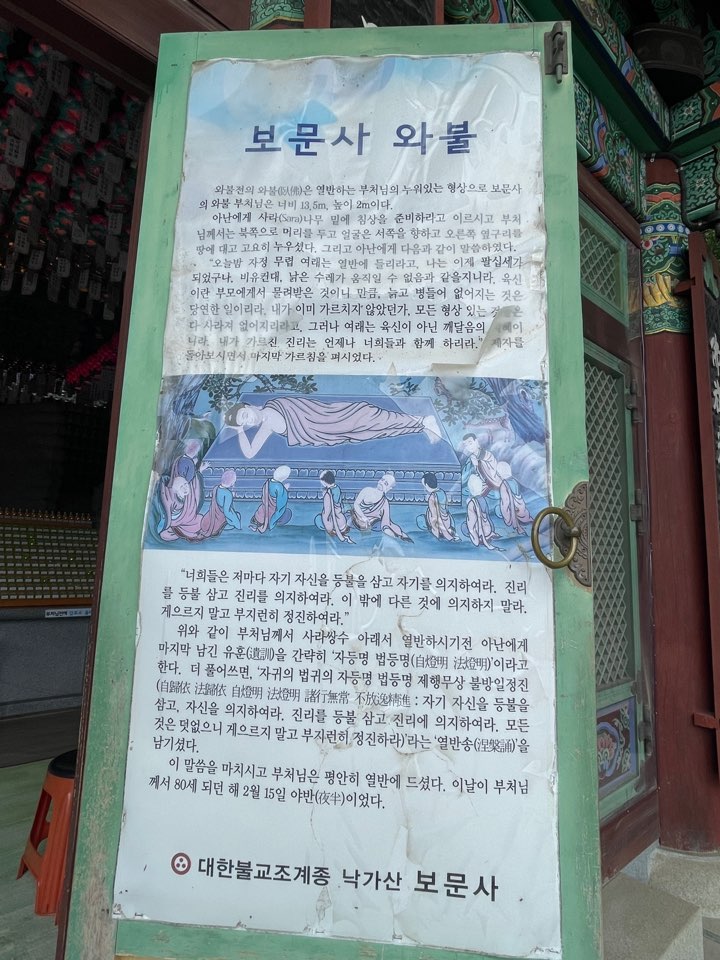 보문사 와불
와불전의 와불(臥佛)은 열반하는 부처님의 누워있는 형상으로 보문사
의 와불 부처님은 너비 13.5m, 높이 2m이다.
아난에게 사라(Sara)나무 밑에 침상을 준비하라고 이르시고 부처
님께서는 북쪽으로 머리를 두고 얼굴은 서쪽을 향하고 오른쪽 옆구리를
땅에 대고 고요히 누우셨다. 그리고 아난에게 다음과 같이 말씀하였다.
"오늘밤 자정 무렵 여래는 열반에 들리라고, 나는 이제 팔십세가
되었구나. 비유컨대, 낡은 수레가 움직일 수 없음과 같을지니라. 육신
이란 부모에게서 물려받은 것이니 만큼, 늙고 병들어 없어지는 것은
당연한 일이리라. 내가 이미 가르치지 않았던가. 모든 형상 있는
다 사라져 없어지리라고. 그러나 여래는 육신이 아닌 깨달음의
니라. 내가 가르친 진리는 언제나 너희들과 함께 하리라." 제자를
돌아보시면서 마지막 가르침을 펴시었다.
"너희들은 저마다 자기 자신을 등불을 삼고 자기를 의지하여라. 진리
를 등불 삼고 진리를 의지하여라. 이 밖에 다른 것에 의지하지 말라.
게으르지 말고 부지런히 정진하여라."
위와 같이 부처님께서 사라쌍수 아래서 열반하시기전 아난에게
마지막 남긴 유훈(遺訓)을 간략히 '자등명 법등명(自燈明 法燈明)'이라고
한다. 더 풀어쓰면, '자귀의 법귀의 자등명 법등명 제행무상 불방일정진
(自歸依 法歸依 自燈明 法燈明 諸行無常 不放逸精進 : 자기 자신을 등불을
삼고, 자신을 의지하여라. 진리를 등불 삼고 진리에 의지하여라. 모든
것은 덧없으니 게으르지 말고 부지런히 정진하라)'라는 '열반송(涅槃誦)'을
남기셨다.
이 말씀을 마치시고 부처님은 평안히 열반에 드셨다. 이날이 부처님
께서 80세 되던 해 2월 15일 야반(夜半)이었다.
대한불교조계종 낙가산 보문사